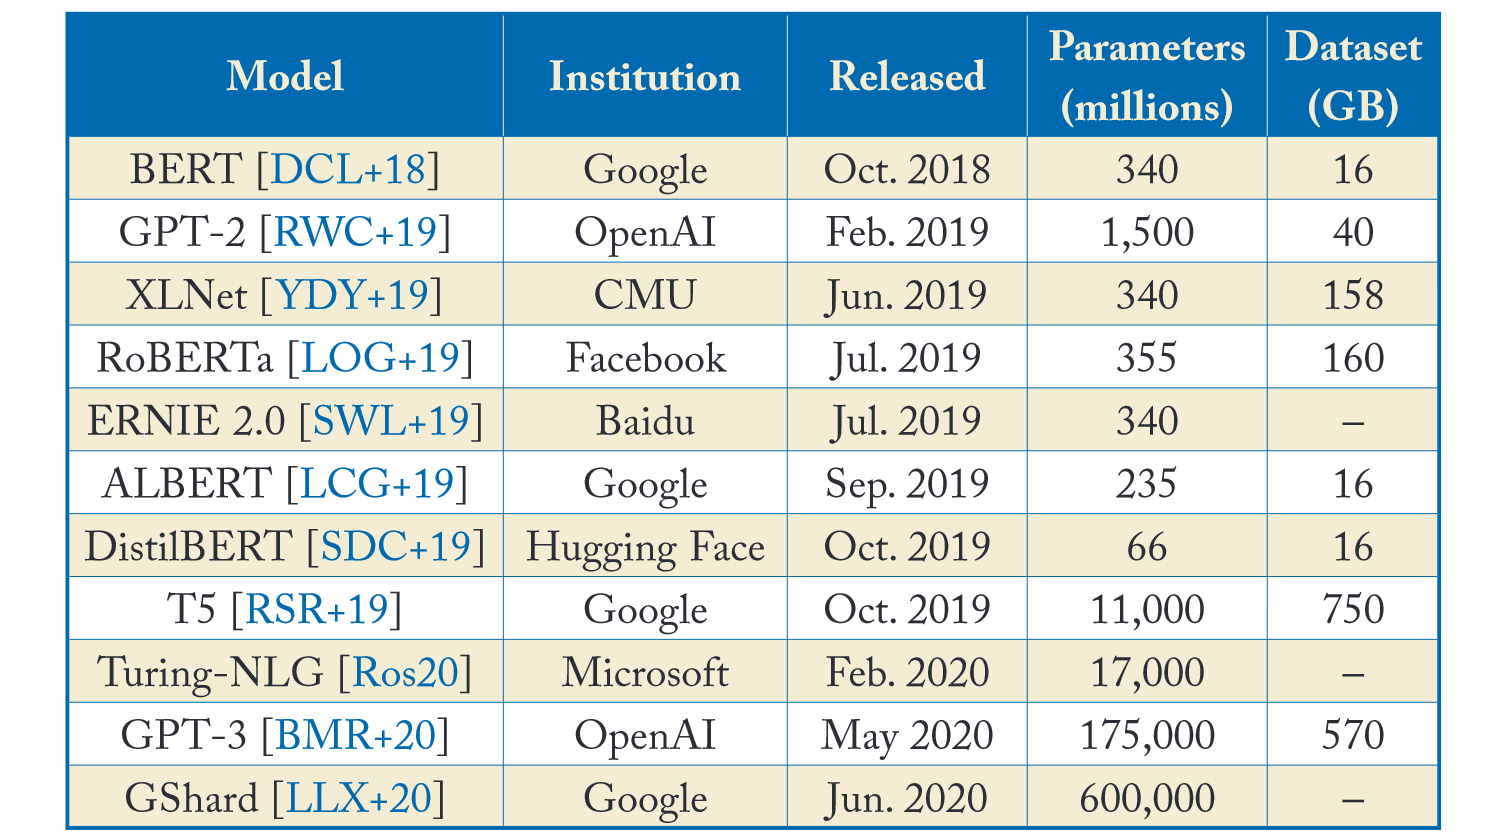 Model Institution Released Parameters (millions) Dataset (GB)
BERT [DCL+18] Google Oct. 2018 340 16
GPT-2 [RWC+19] OpenAI Feb. 2019 1,500 40
XLNet [YDY+19] CMU Jun. 2019 340 158
RoBERTa [LOG+19] Facebook Jul. 2019 355 160
ERNIE 2.0 [SWL+19] Baidu Jul. 2019 340 –
ALBERT [LCG+19] Google Sep. 2019 235 16
DistilBERT [SDC+19] Hugging Face Oct. 2019 66 16
T5 [RSR+19] Google Oct. 2019 11,000 750
Turing-NLG [Ros20] Microsoft Feb. 2020 17,000 –
GPT-3 [BMR+20] OpenAI May 2020 175,000 570
GShard [LLX+20] Google Jun. 2020 600,000 –